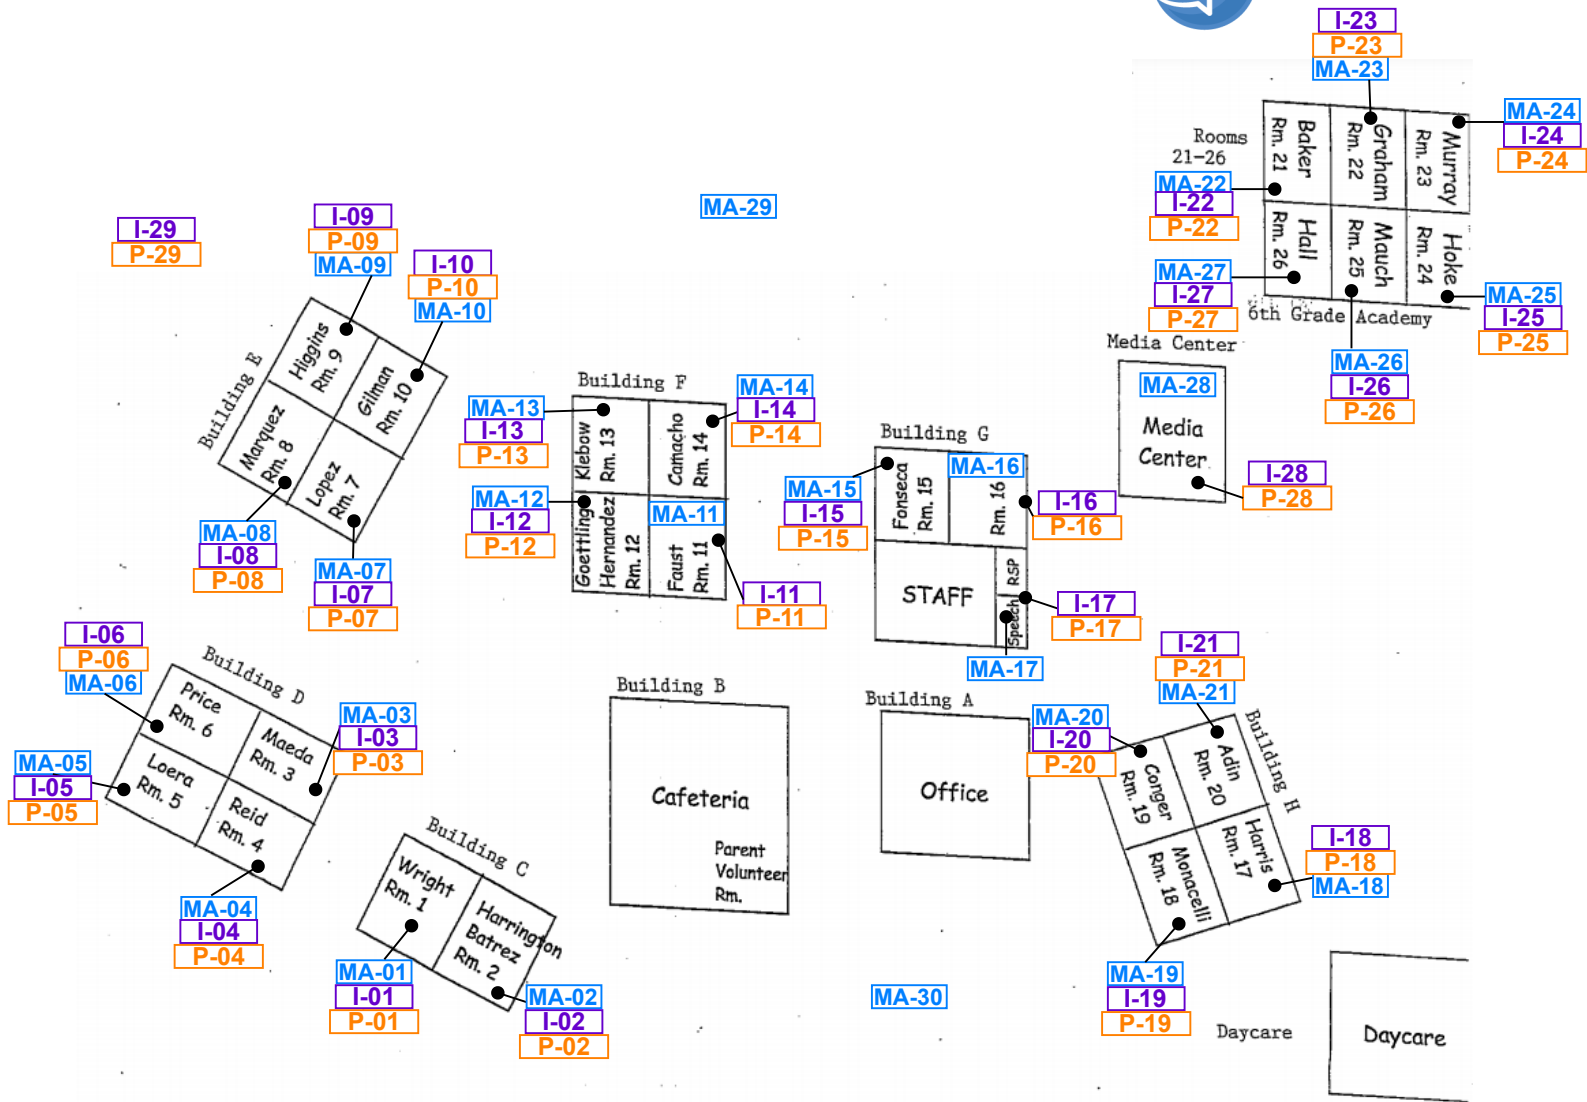 I-23
P-23
MA-23
MA-24
I-24
P-24
Rooms
21-26
Baker
Rm. 21
Graham
Rm. 22
Murray
Rm. 23
MA-22
I-22
P-22
Hall
Rm. 26
Mauch
Rm. 25
Hoke
Rm. 24
MA-27
I-27
P-27
MA-25
I-25
P-25
6th Grade Academy
MA-26
I-26
P-26
MA-29
I-29
P-29
I-09
P-09
MA-09
I-10
P-10
MA-10
Building E
Higgins
Rm. 9
Gilman
Rm. 10
Marquez
Rm. 8
Lopez
Rm. 7
MA-08
I-08
P-08
MA-07
I-07
P-07
Building F
MA-13
I-13
P-13
MA-14
I-14
P-14
Klebow
Rm. 13
Camacho
Rm. 14
MA-12
I-12
P-12
Goettling
Hernandez
Rm. 12
MA-11
Faust
Rm. 11
I-11
P-11
Media Center
MA-28
Media
Center
I-28
P-28
Building G
MA-15
I-15
P-15
Fonseca
Rm. 15
MA-16
Rm. 16
I-16
P-16
STAFF
RSP
Speech
I-17
P-17
MA-17
I-06
P-06
MA-06
Building D
Price
Rm. 6
Maeda
Rm. 3
MA-03
I-03
P-03
MA-05
I-05
P-05
Loera
Rm. 5
Reid
Rm. 4
MA-04
I-04
P-04
Building C
Wright
Rm. 1
Harrington
Batrez
Rm. 2
MA-01
I-01
P-01
MA-02
I-02
P-02
Building B
Cafeteria
Parent
Volunteer
Rm.
Building A
Office
MA-20
I-20
P-20
I-21
P-21
MA-21
Building H
Conger
Rm. 19
Adin
Rm. 20
Monacelli
Rm. 18
Harris
Rm. 17
I-18
P-18
MA-18
MA-19
I-19
P-19
MA-30
Daycare
Daycare